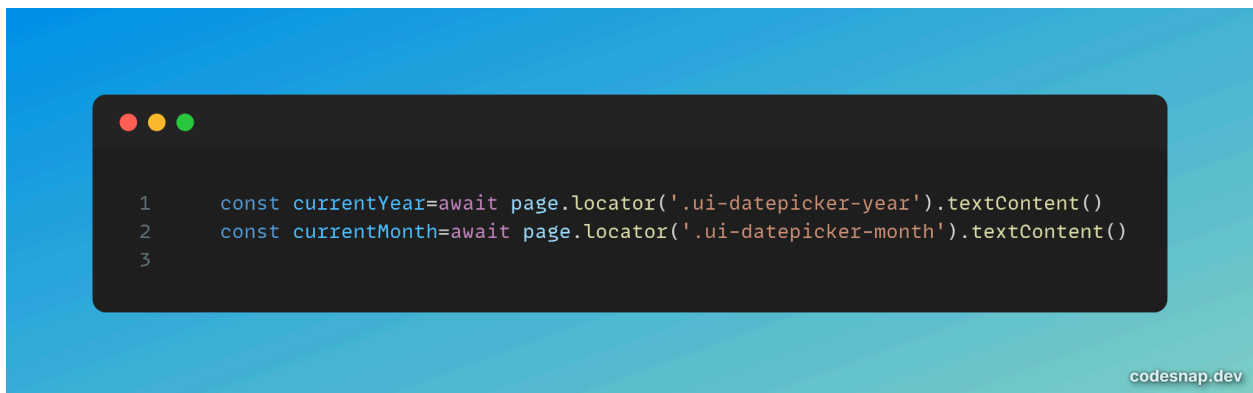 1 const currentYear=await page.locator('.ui-datepicker-year').textContent()
2 const currentMonth=await page.locator('.ui-datepicker-month').textContent()
3
codesnap.dev